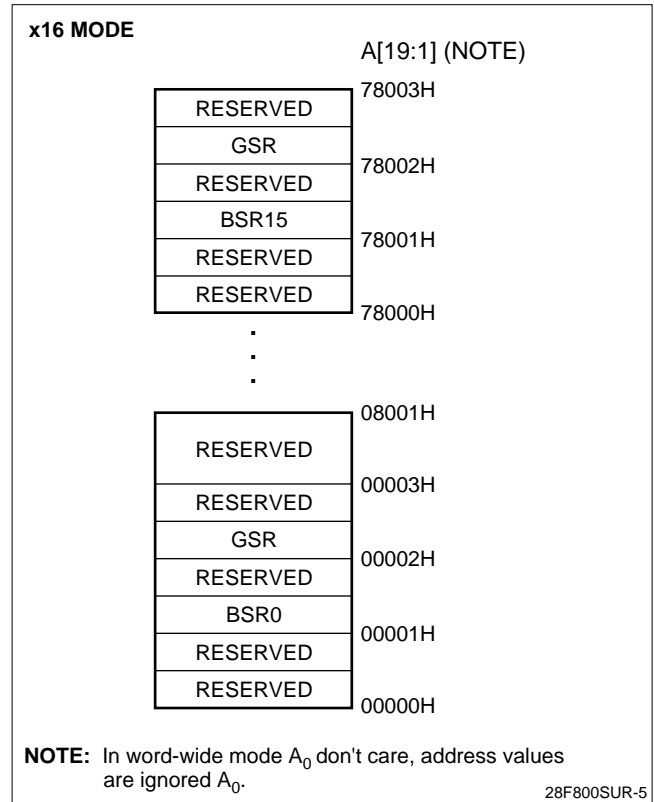 x16 MODE
A[19:1] (NOTE)
78003H
RESERVED
GSR
78002H
RESERVED
BSR15
78001H
RESERVED
RESERVED
78000H
.
.
.
08001H
RESERVED
00003H
RESERVED
GSR
00002H
RESERVED
BSR0
00001H
RESERVED
RESERVED
00000H
NOTE: In word-wide mode A0 don't care, address values
are ignored A0.
28F800SUR-5